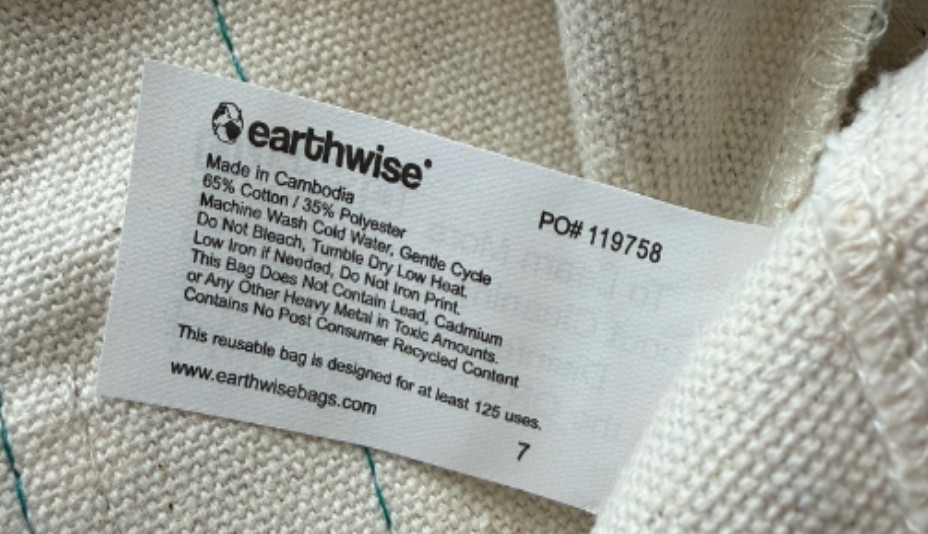 earthwise
Made in Cambodia
65% Cotton / 35% Polyester
Machine Wash Cold Water, Gentle Cycle
Do Not Bleach, Tumble Dry Low Heat,
Low Iron if Needed, Do Not Iron Print.
This Bag Does Not Contain Lead, Cadmium
or Any Other Heavy Metal in Toxic Amounts.
Contains No Post Consumer Recycled Content
This reusable bag is designed for at least 125 uses.
www.earthwisebags.com
7
PO# 119758